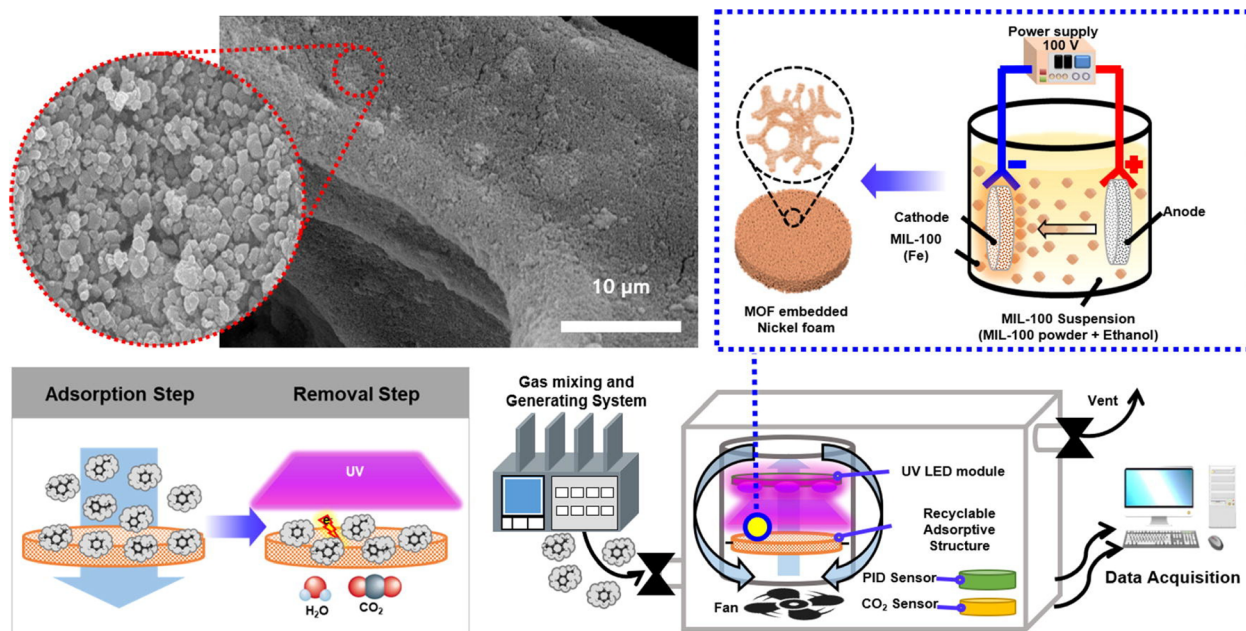 10 μm
Power supply
100 V
−
+
Cathode
MIL-100
(Fe)
Anode
MOF embedded
Nickel foam
MIL-100 Suspension
(MIL-100 powder + Ethanol)
Adsorption Step
Removal Step
UV
H₂O
CO₂
Gas mixing and
Generating System
Vent
UV LED module
Recyclable
Adsorptive
Structure
PID Sensor
CO₂ Sensor
Fan
Data Acquisition